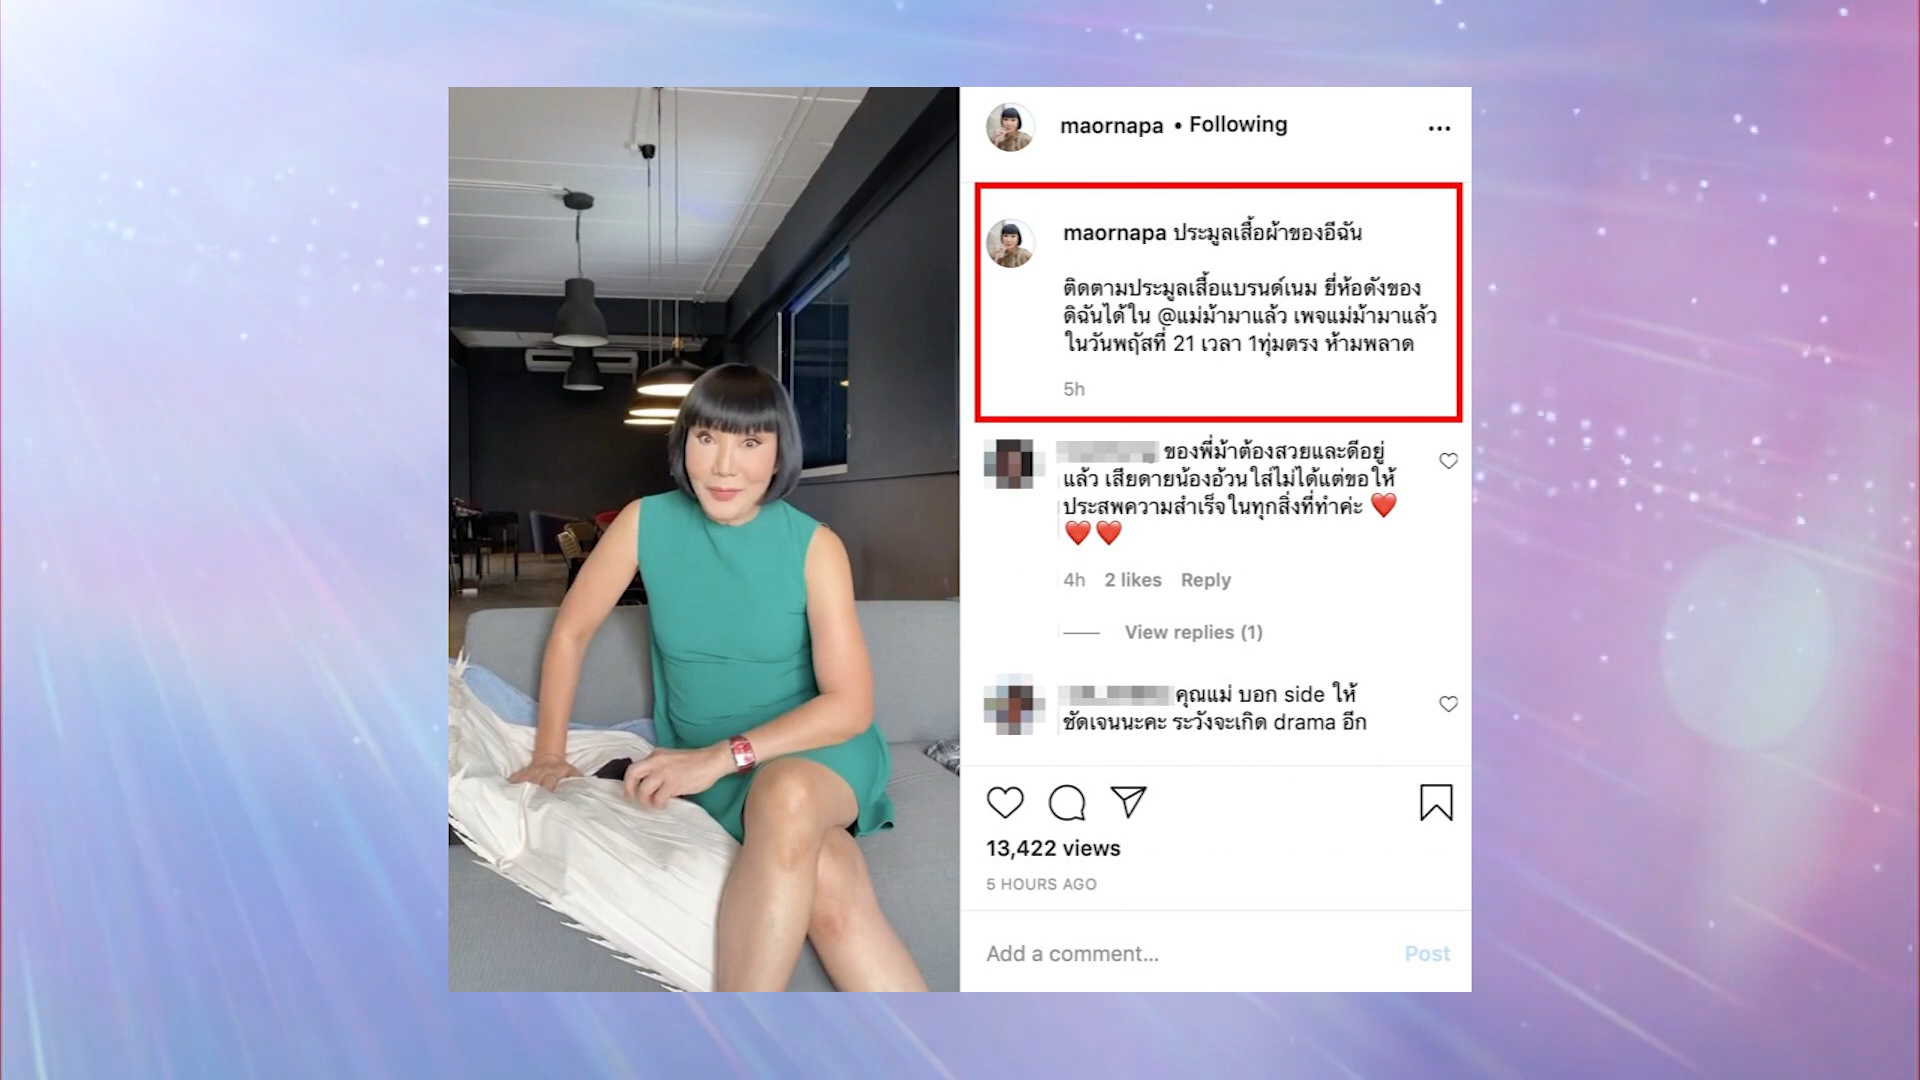 maornapa • Following
maornapa ประมูลเสื้อผ้าของอีฉัน
ติดตามประมูลเสื้อแบรนด์เนม ยี่ห้อดังของ
ดิฉันได้ใน @แม่ม้ามาแล้ว เพจแม่ม้ามาแล้ว
ในวันพฤัสที่ 21 เวลา 1ทุ่มตรง ห้ามพลาด
5h
ของพี่ม้าต้องสวยและดีอยู่
แล้ว เสียดายน้องอ้วนใส่ไม่ได้แต่ขอให้
ประสพความสำเร็จในทุกสิ่งที่ทำค่ะ ❤️
❤️❤️
4h 2 likes Reply
View replies (1)
คุณแม่ บอก side ให้
ชัดเจนนะคะ ระวังจะเกิด drama อีก
13,422 views
5 HOURS AGO
Add a comment... Post